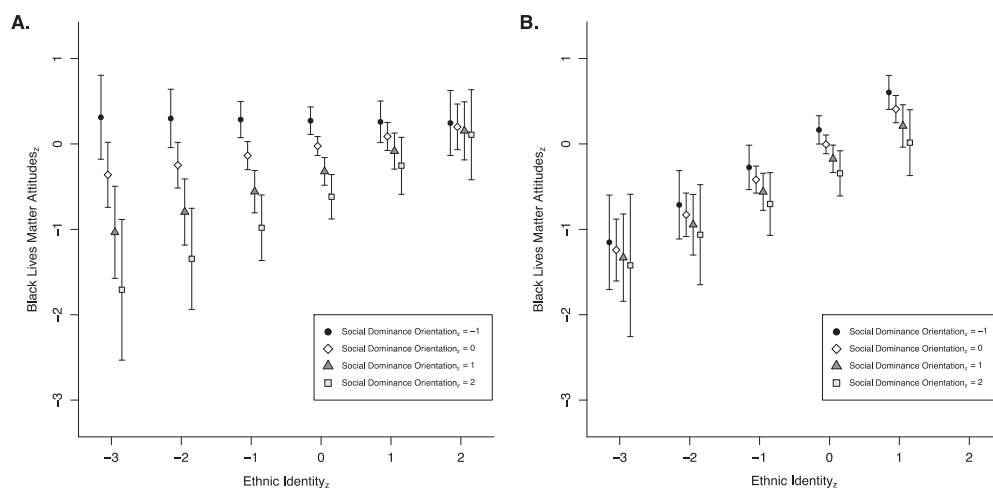 A.
1
0
−1
−2
−3
Black Lives Matter Attitudes_z
Social Dominance Orientation_z = −1
Social Dominance Orientation_z = 0
Social Dominance Orientation_z = 1
Social Dominance Orientation_z = 2
−3 −2 −1 0 1 2
Ethnic Identity_z
B.
1
0
−1
−2
−3
Black Lives Matter Attitudes_z
Social Dominance Orientation_z = −1
Social Dominance Orientation_z = 0
Social Dominance Orientation_z = 1
Social Dominance Orientation_z = 2
−3 −2 −1 0 1 2
Ethnic Identity_z